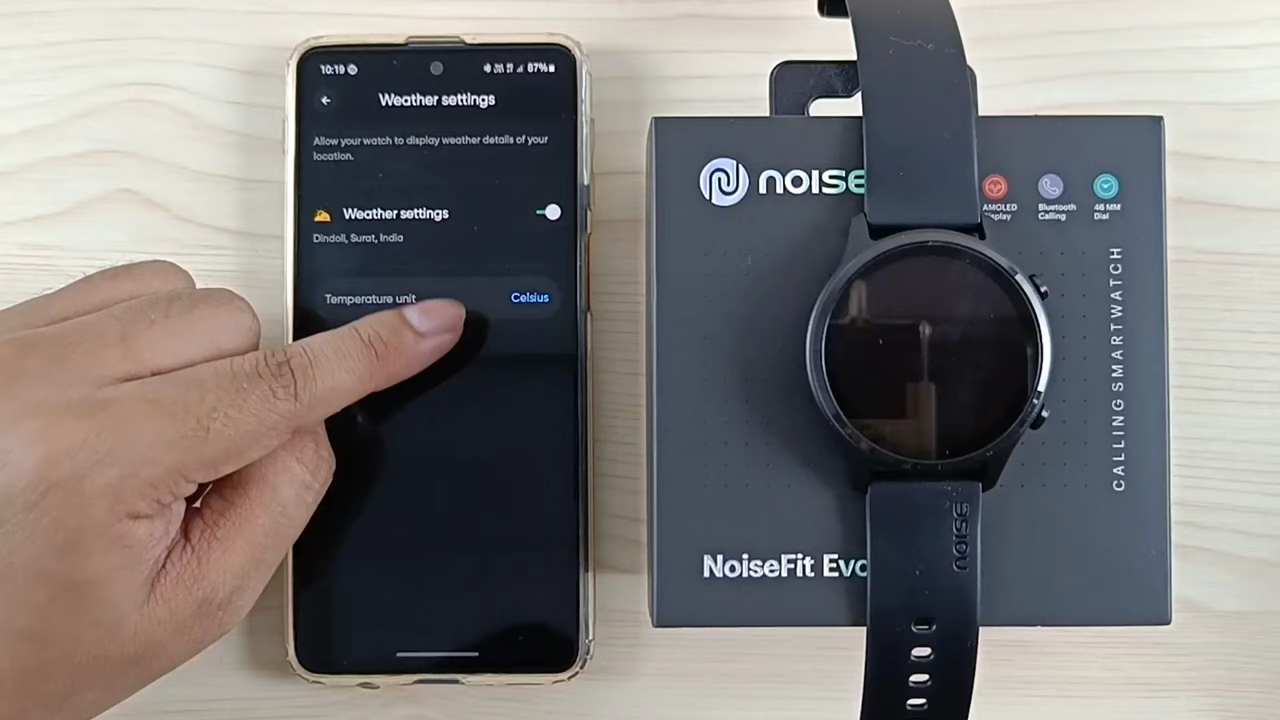 10:19
87%
Weather settings
Allow your watch to display weather details of your
location.
Weather settings
Dindoli, Surat, India
Temperature unit
Celsius
noise
AMOLED
Display
Bluetooth
Calling
46 MM
Dial
CALLING SMARTWATCH
NoiseFit Evo
noise